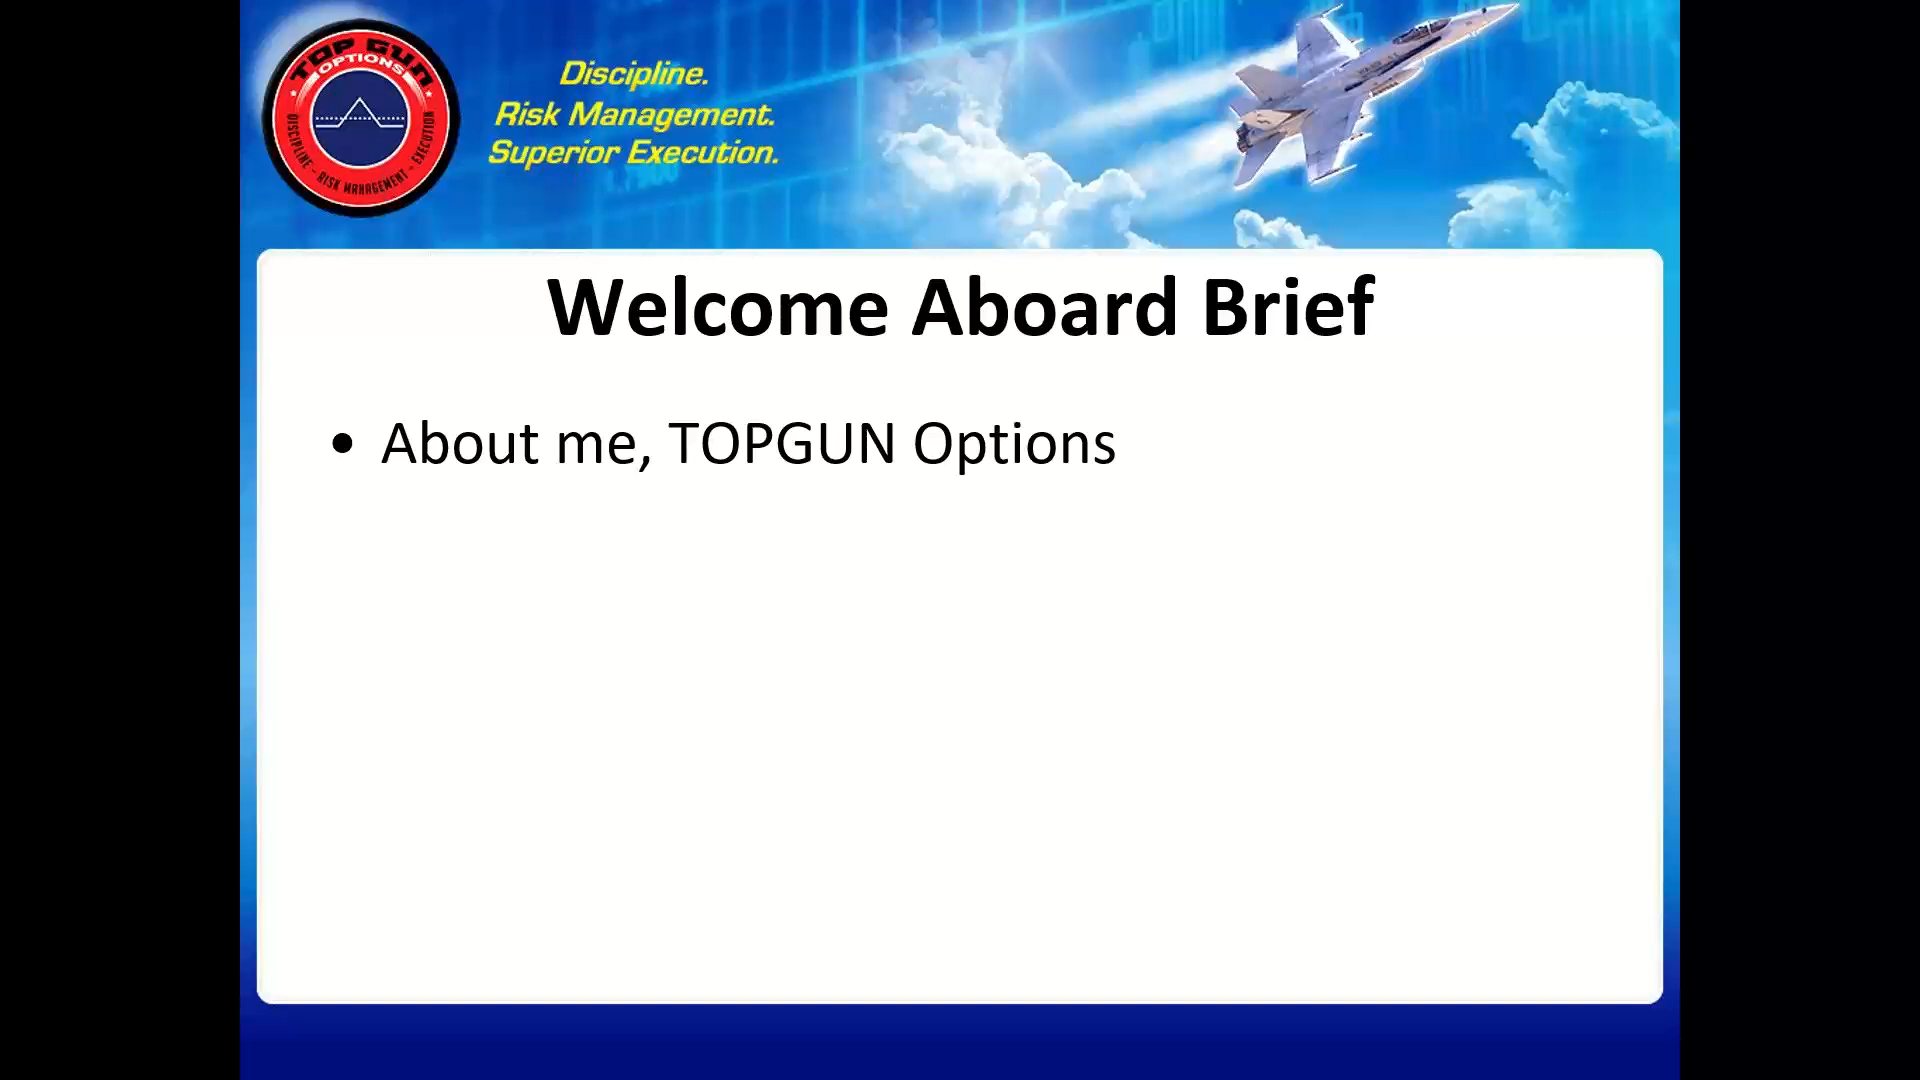 TOP GUN
OPTIONS
DISCIPLINE - RISK MANAGEMENT - EXECUTION
Discipline.
Risk Management.
Superior Execution.
Welcome Aboard Brief
• About me, TOPGUN Options